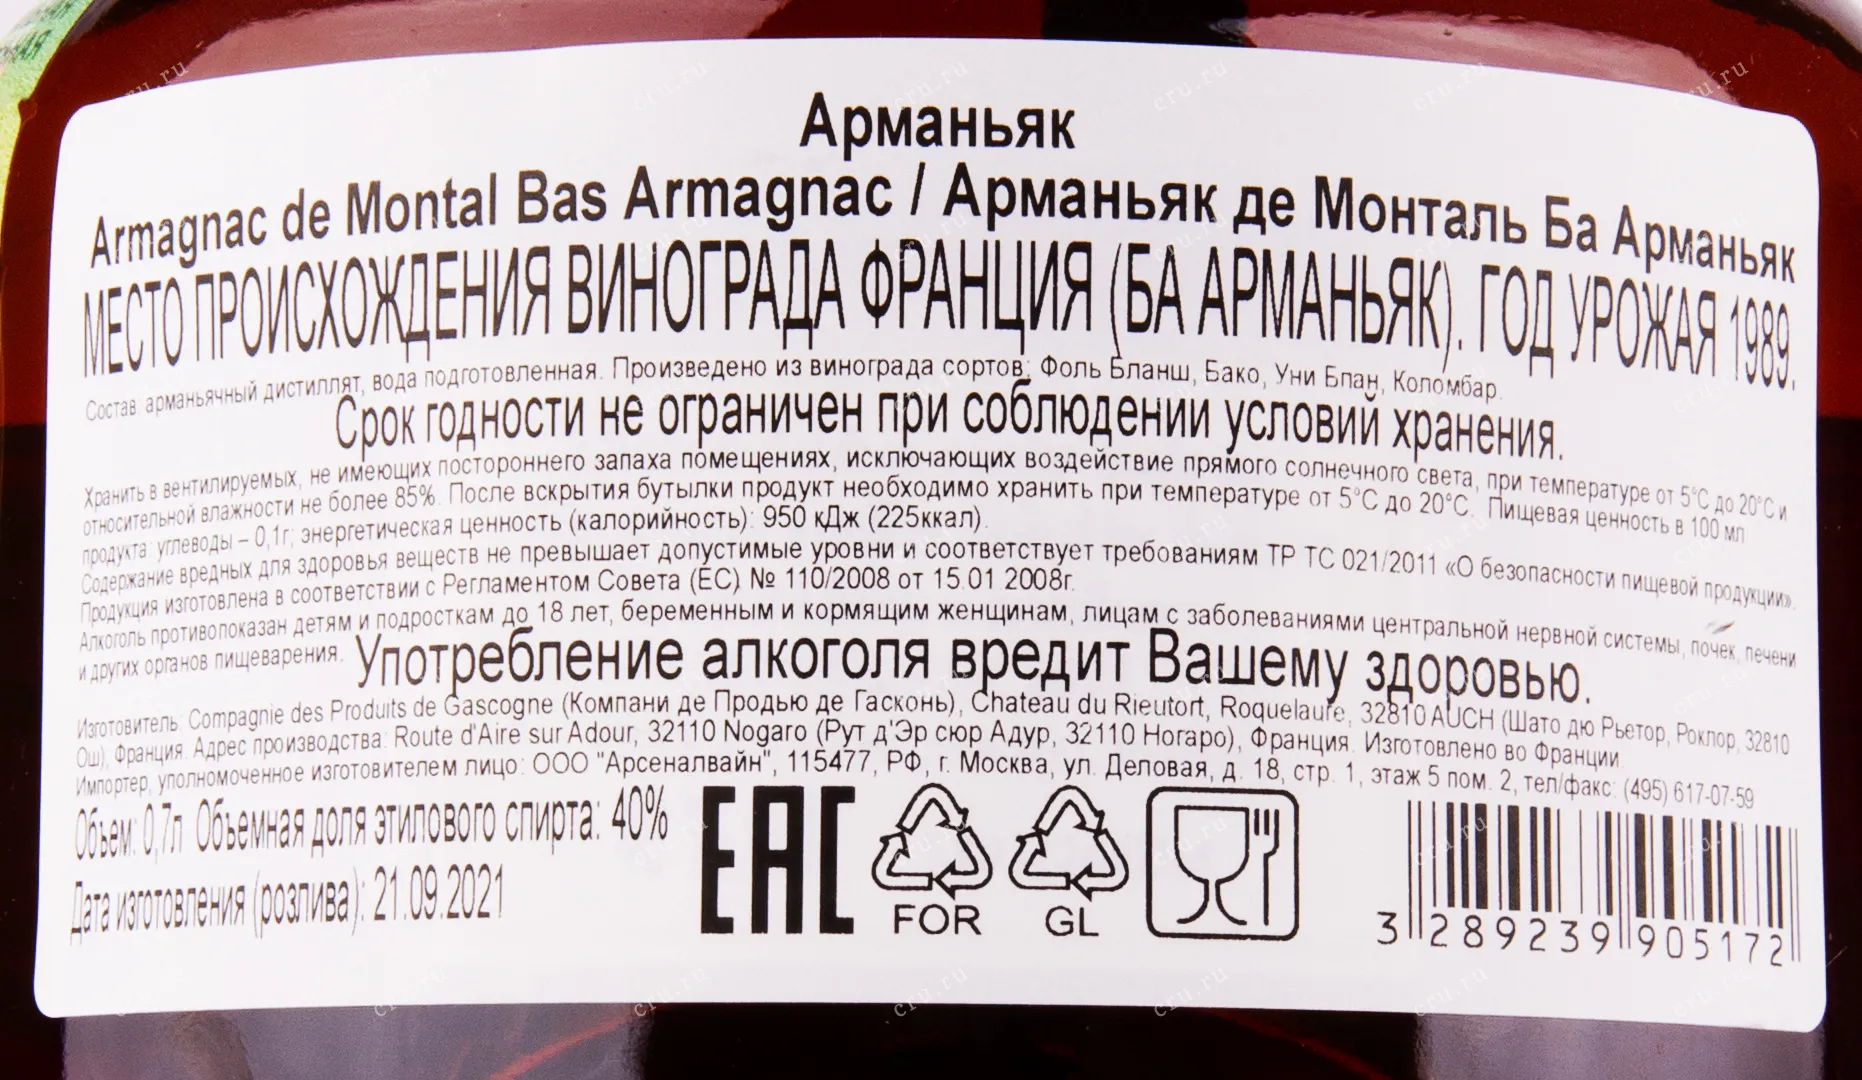 Арманьяк
Armagnac de Montal Bas Armagnac / Арманьяк де Монталь Ба Арманьяк
МЕСТО ПРОИСХОЖДЕНИЯ ВИНОГРАДА ФРАНЦИЯ (БА АРМАНЬЯК). ГОД УРОЖАЯ 1989.
Состав: арманьячный дистиллят, вода подготовленная. Произведено из винограда сортов: Фоль Бланш, Бако, Уни Блан, Коломбар.
Срок годности не ограничен при соблюдении условий хранения.
Хранить в вентилируемых, не имеющих постороннего запаха помещениях, исключающих воздействие прямого солнечного света, при температуре от 5°С до 20°С и
относительной влажности не более 85%. После вскрытия бутылки продукт необходимо хранить при температуре от 5°С до 20°С. Пищевая ценность в 100 мл
продукта: углеводы – 0,1г; энергетическая ценность (калорийность): 950 кДж (225ккал).
Содержание вредных для здоровья веществ не превышает допустимые уровни и соответствует требованиям ТР ТС 021/2011 «О безопасности пищевой продукции».
Продукция изготовлена в соответствии с Регламентом Совета (ЕС) № 110/2008 от 15.01 2008г.
Алкоголь противопоказан детям и подросткам до 18 лет, беременным и кормящим женщинам, лицам с заболеваниями центральной нервной системы, почек, печени
и других органов пищеварения. Употребление алкоголя вредит Вашему здоровью.
Изготовитель: Compagnie des Produits de Gascogne (Компани де Продью де Гасконь), Chateau du Rieutort, Roquelaure, 32810 AUCH (Шато дю Рьетор, Роклор, 32810
Ош), Франция. Адрес производства: Route d'Aire sur Adour, 32110 Nogaro (Рут д'Эр сюр Адур, 32110 Ногаро), Франция. Изготовлено во Франции
Импортер, уполномоченное изготовителем лицо: ООО "Арсеналвайн", 115477, РФ, г. Москва, ул. Деловая, д. 18, стр. 1, этаж 5 пом. 2, тел/факс: (495) 617-07-59
Объем: 0,7л Объемная доля этилового спирта: 40%
Дата изготовления (розлива): 21.09.2021
EAC
FOR
GL
3 289239 905172
cru.ru